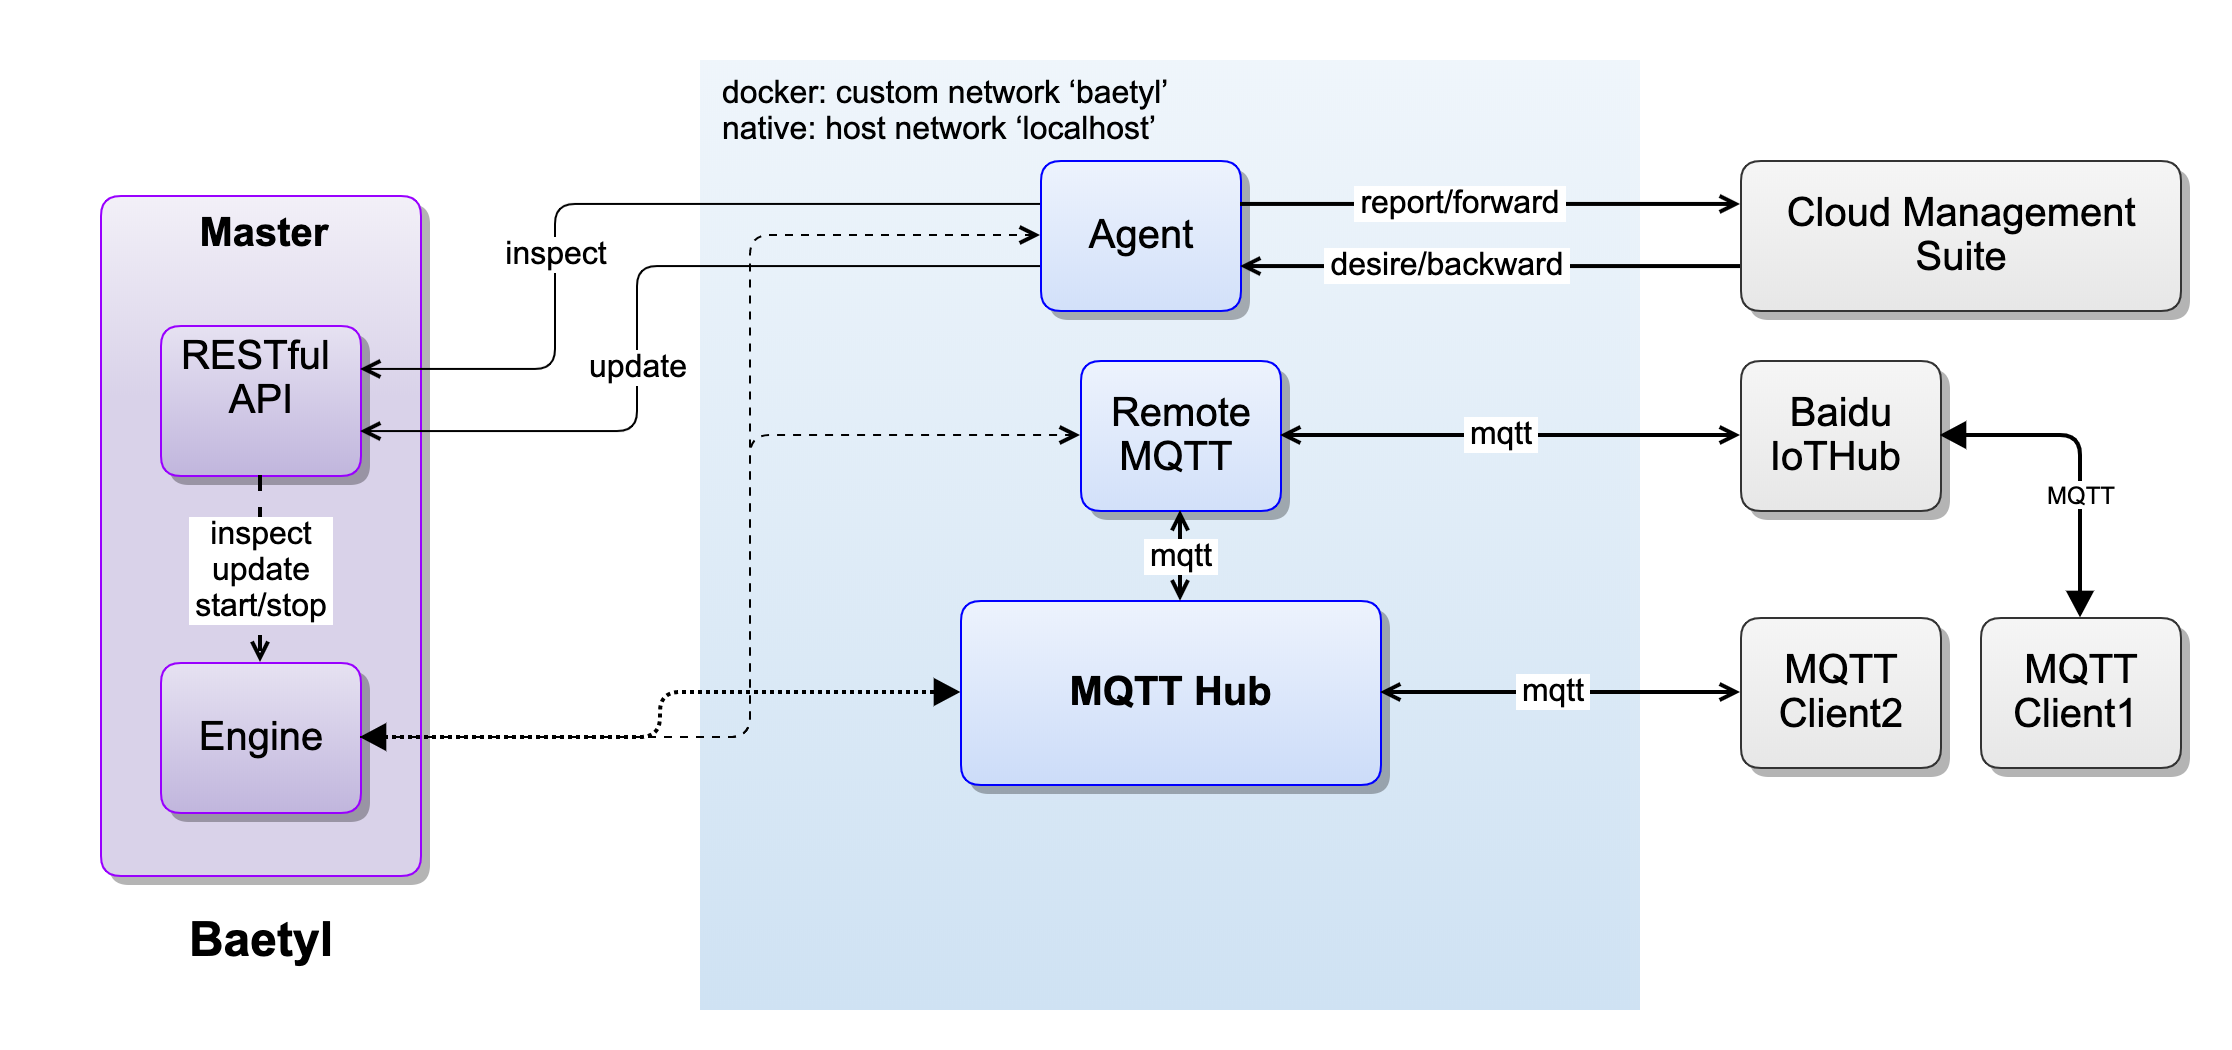 docker: custom network ‘baetyl’
native: host network ‘localhost’
Master
RESTful
API
inspect
update
start/stop
Engine
Baetyl
inspect
update
Agent
report/forward
desire/backward
Cloud Management
Suite
Remote
MQTT
mqtt
Baidu
IoTHub
MQTT
mqtt
MQTT Hub
mqtt
MQTT
Client2
MQTT
Client1